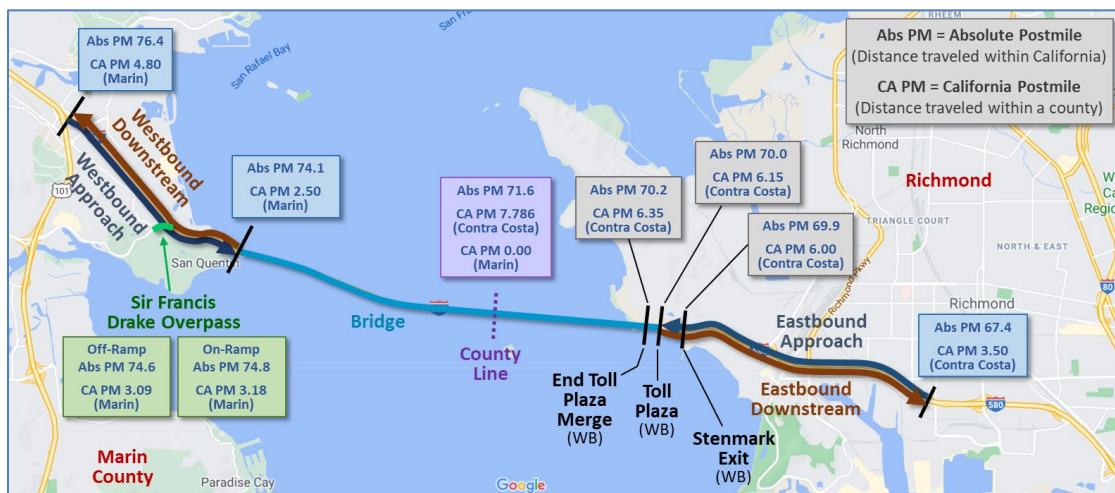 Abs PM 76.4
CA PM 4.80
(Marin)
San Rafael Bay
Abs PM = Absolute Postmile
(Distance traveled within California)
CA PM = California Postmile
(Distance traveled within a county)
RHEEM
North
Richmond
Richmond
TRIANGLE COURT
NORTH & EAST
Richmond
Richmond Pkwy
80
580
101
Westbound
Downstream
Westbound
Approach
Abs PM 74.1
CA PM 2.50
(Marin)
San Quentin
Sir Francis
Drake Overpass
Off-Ramp
Abs PM 74.6
CA PM 3.09
(Marin)
On-Ramp
Abs PM 74.8
CA PM 3.18
(Marin)
Marin
County
Paradise Cay
Bridge
Abs PM 71.6
CA PM 7.786
(Contra Costa)
CA PM 0.00
(Marin)
County
Line
Abs PM 70.2
CA PM 6.35
(Contra Costa)
Abs PM 70.0
CA PM 6.15
(Contra Costa)
Abs PM 69.9
CA PM 6.00
(Contra Costa)
End Toll
Plaza
Merge
(WB)
Toll
Plaza
(WB)
Stenmark
Exit
(WB)
Eastbound
Approach
Eastbound
Downstream
Abs PM 67.4
CA PM 3.50
(Contra Costa)
Google